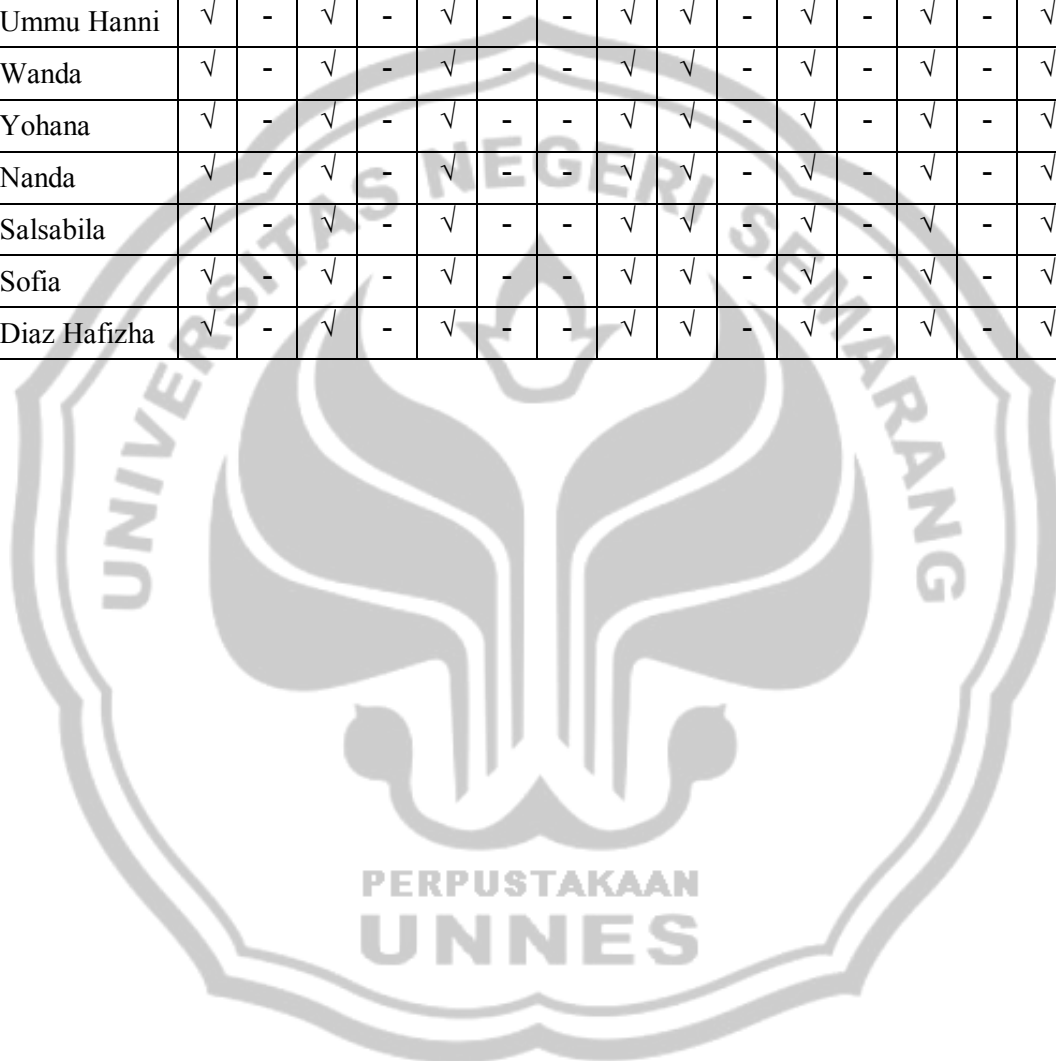 Ummu Hanni √ - √ - √ - - √ √ - √ - √ - √
Wanda √ - √ - √ - - √ √ - √ - √ - √
Yohana √ - √ - √ - - √ √ - √ - √ - √
Nanda √ - √ - √ - - √ √ - √ - √ - √
Salsabila √ - √ - √ - - √ √ - √ - √ - √
Sofia √ - √ - √ - - √ √ - √ - √ - √
Diaz Hafizha √ - √ - √ - - √ √ - √ - √ - √
UNIVERSITAS NEGERI SEMARANG
PERPUSTAKAAN
UNNES